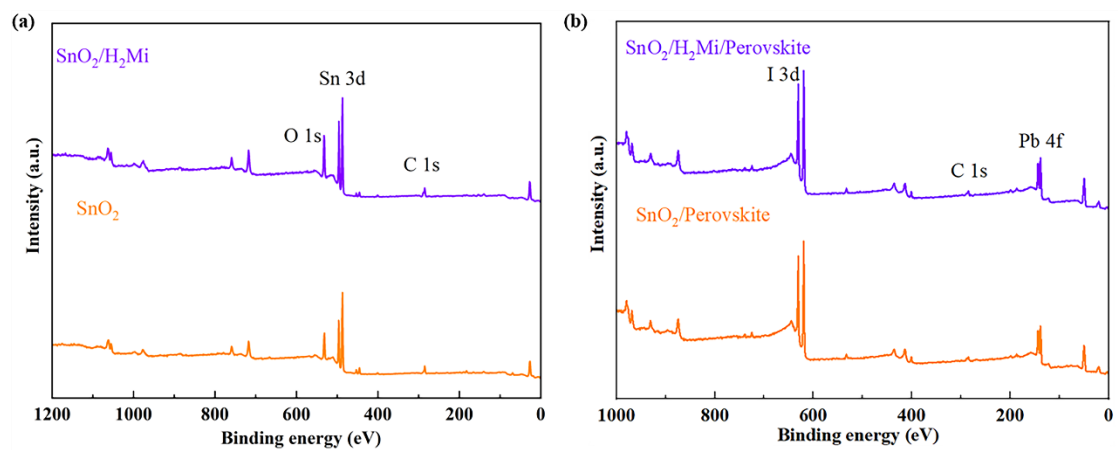 (a)
SnO₂/H₂Mi
Sn 3d
O 1s
C 1s
SnO₂
Intensity (a.u.)
1200 1000 800 600 400 200 0
Binding energy (eV)
(b)
SnO₂/H₂Mi/Perovskite
I 3d
Pb 4f
C 1s
SnO₂/Perovskite
Intensity (a.u.)
1000 800 600 400 200 0
Binding energy (eV)